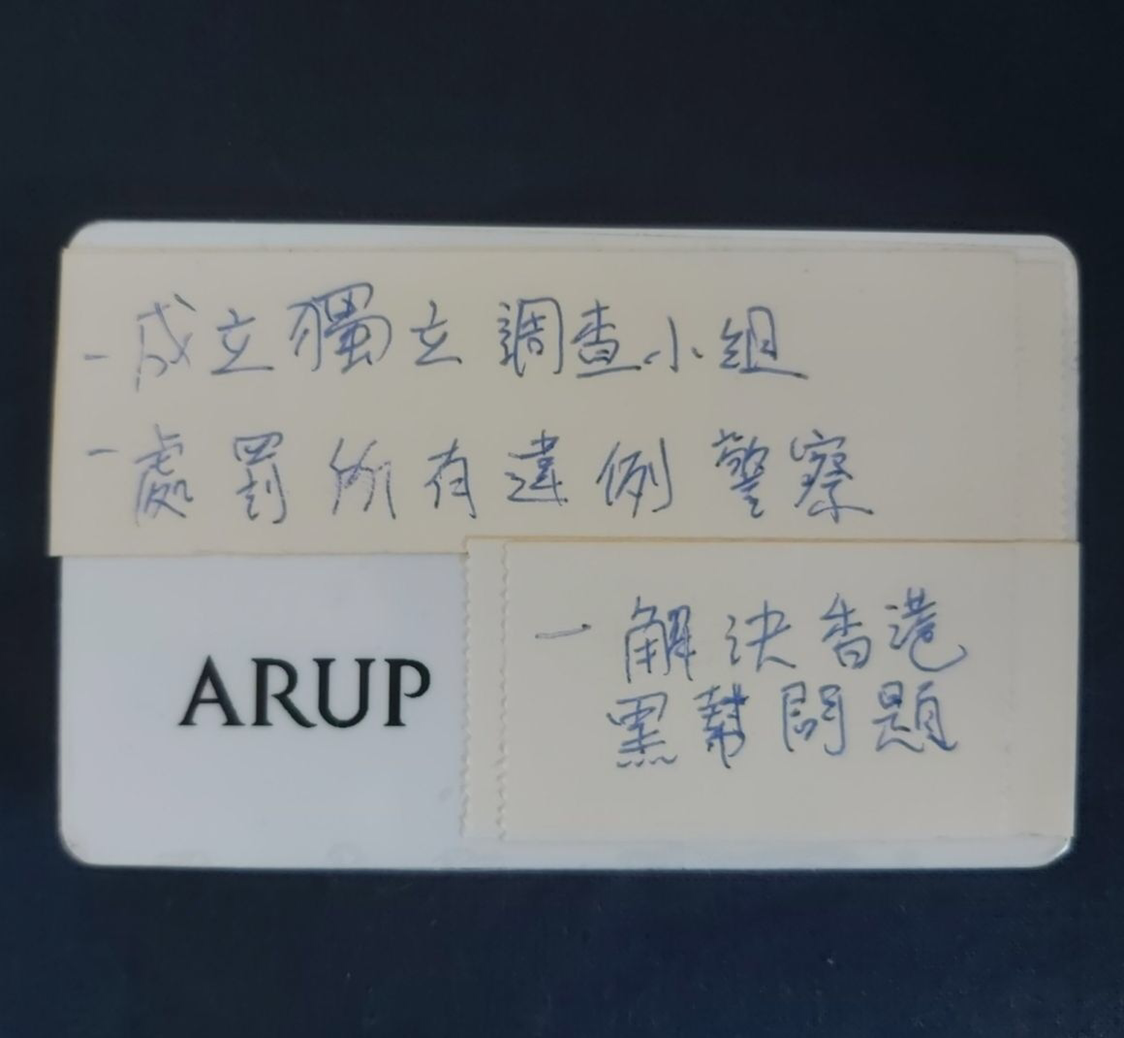 - 成立獨立調查小組
- 處罰所有違例警察
ARUP
- 解決香港
黑幫問題